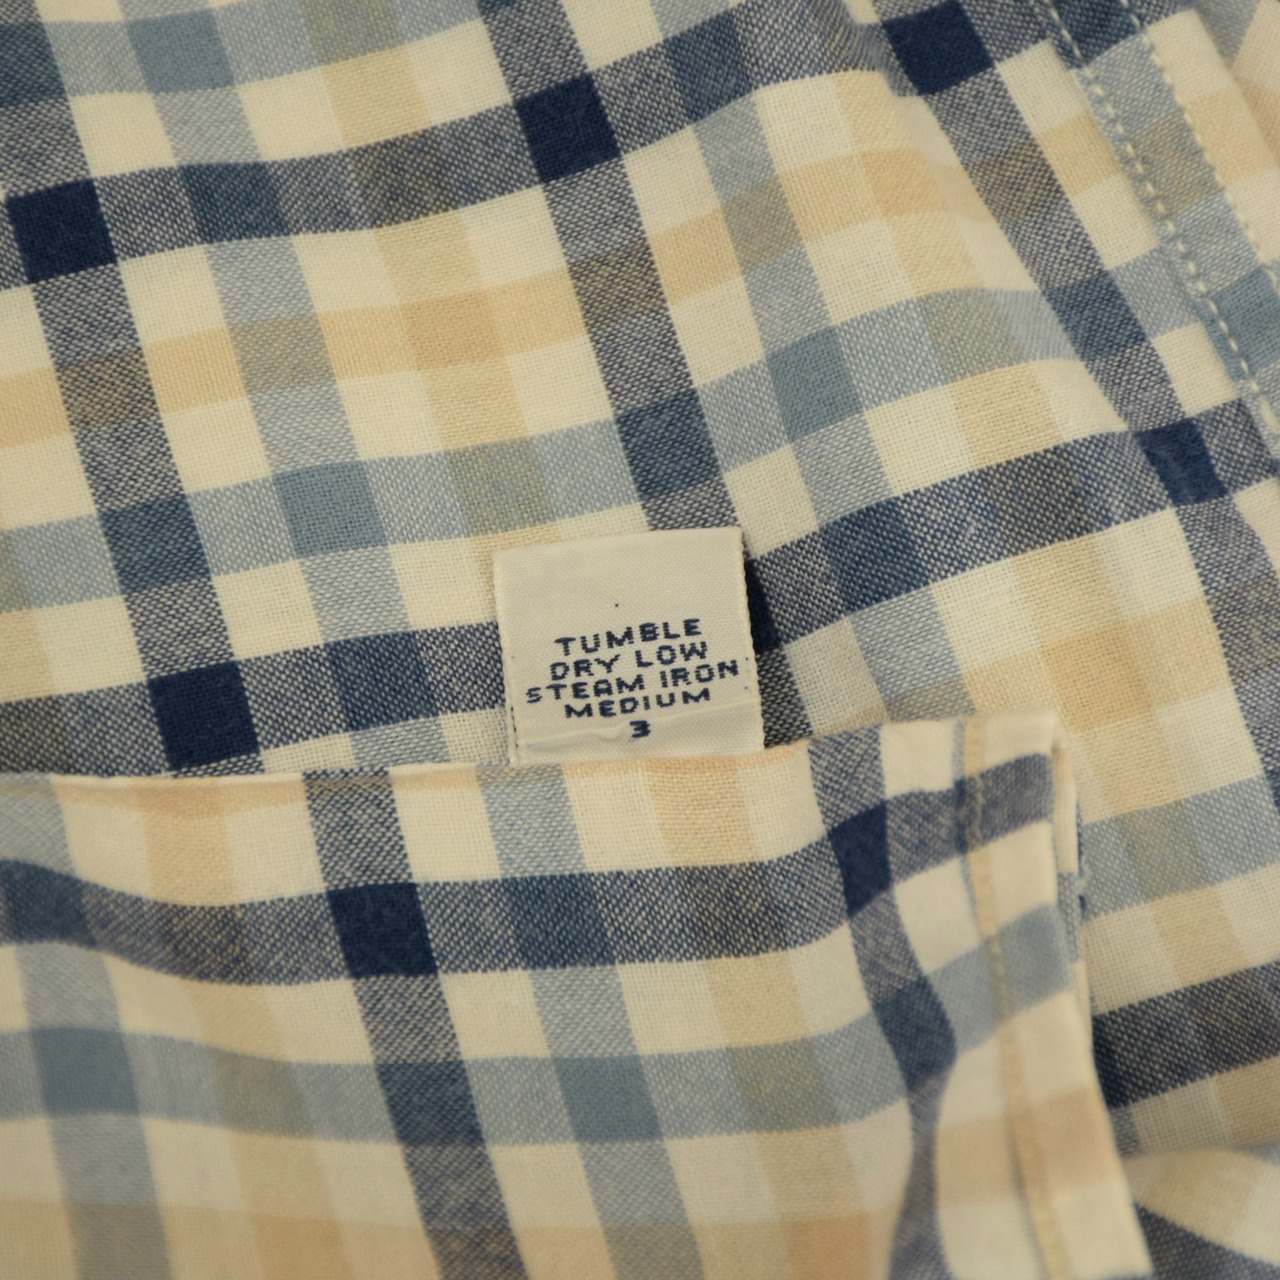 TUMBLE
DRY LOW
STEAM IRON
MEDIUM
3